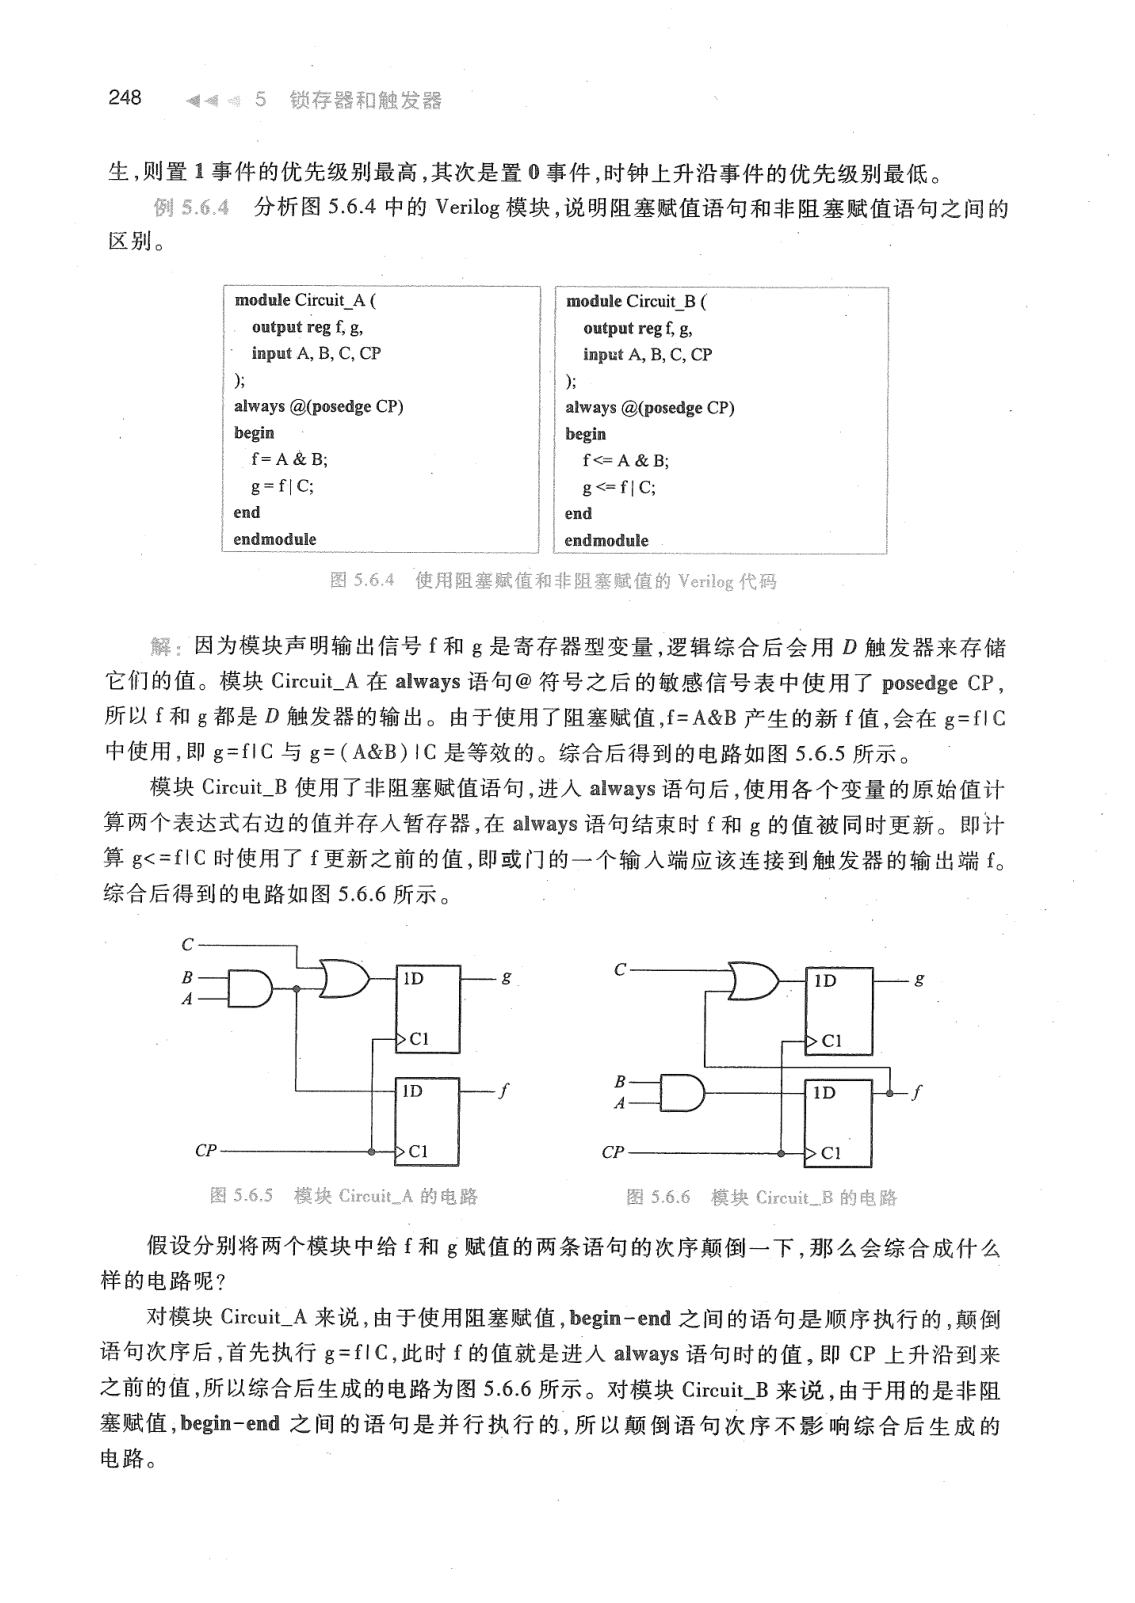 248 5 锁存器和触发器
生,则置 1 事件的优先级别最高,其次是置 0 事件,时钟上升沿事件的优先级别最低。
例 5.6.4 分析图 5.6.4 中的 Verilog 模块,说明阻塞赋值语句和非阻塞赋值语句之间的
区别。
module Circuit_A (
output reg f, g,
input A, B, C, CP
);
always @(posedge CP)
begin
f = A & B;
g = f | C;
end
endmodule
module Circuit_B (
output reg f, g,
input A, B, C, CP
);
always @(posedge CP)
begin
f <= A & B;
g <= f | C;
end
endmodule
图 5.6.4 使用阻塞赋值和非阻塞赋值的 Verilog 代码
解: 因为模块声明输出信号 f 和 g 是寄存器型变量,逻辑综合后会用 D 触发器来存储
它们的值。模块 Circuit_A 在 always 语句@ 符号之后的敏感信号表中使用了 posedge CP,
所以 f 和 g 都是 D 触发器的输出。由于使用了阻塞赋值,f=A&B 产生的新 f 值,会在 g=f|C
中使用,即 g=f|C 与 g=(A&B)|C 是等效的。综合后得到的电路如图 5.6.5 所示。
模块 Circuit_B 使用了非阻塞赋值语句,进入 always 语句后,使用各个变量的原始值计
算两个表达式右边的值并存入暂存器,在 always 语句结束时 f 和 g 的值被同时更新。即计
算 g<=f|C 时使用了 f 更新之前的值,即或门的一个输入端应该连接到触发器的输出端 f。
综合后得到的电路如图 5.6.6 所示。
C
B
A
1D
g
C1
1D
f
CP
C1
图 5.6.5 模块 Circuit_A 的电路
C
1D
g
C1
B
A
1D
f
CP
C1
图 5.6.6 模块 Circuit_B 的电路
假设分别将两个模块中给 f 和 g 赋值的两条语句的次序颠倒一下,那么会综合成什么
样的电路呢?
对模块 Circuit_A 来说,由于使用阻塞赋值,begin-end 之间的语句是顺序执行的,颠倒
语句次序后,首先执行 g=f|C,此时 f 的值就是进入 always 语句时的值,即 CP 上升沿到来
之前的值,所以综合后生成的电路为图 5.6.6 所示。对模块 Circuit_B 来说,由于用的是非阻
塞赋值,begin-end 之间的语句是并行执行的,所以颠倒语句次序不影响综合后生成的
电路。